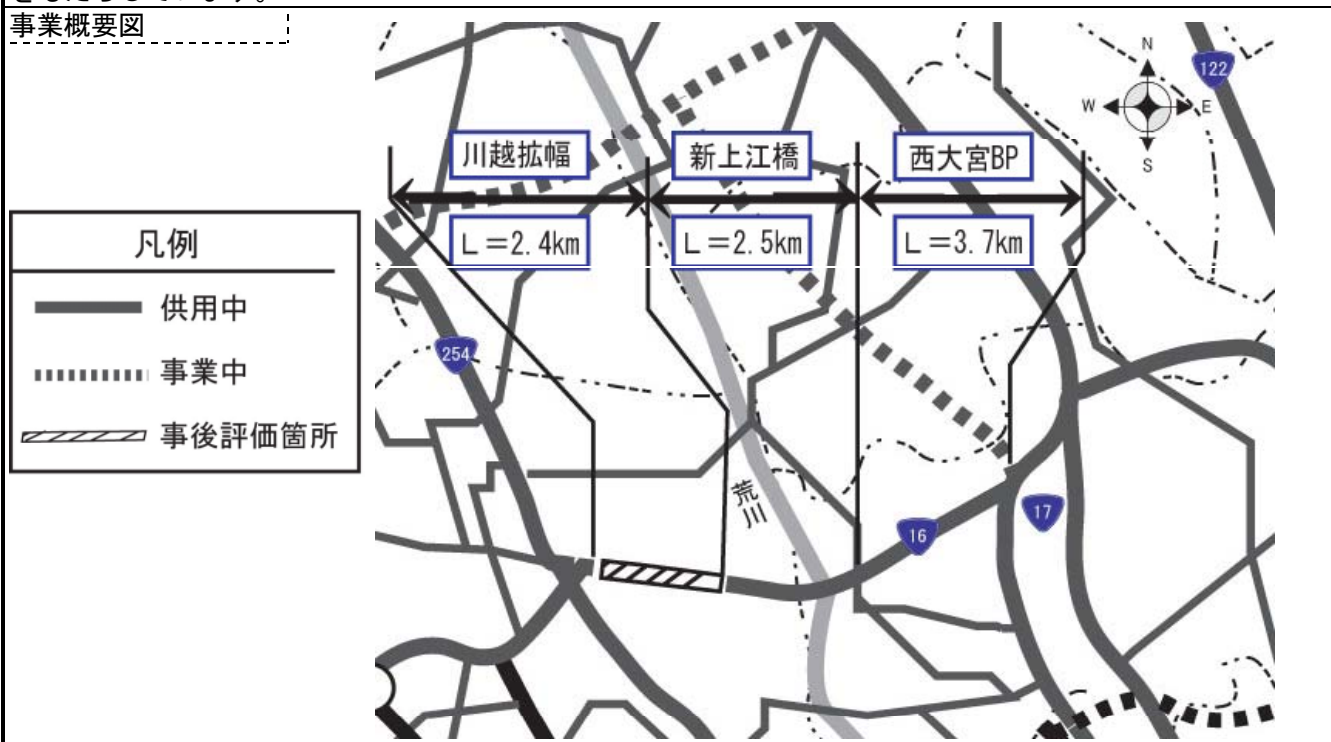 事業概要図
N
W
E
S
122
川越拡幅
新上江橋
西大宮BP
L=2.4km
L=2.5km
L=3.7km
凡例
供用中
事業中
事後評価箇所
254
荒川
16
17